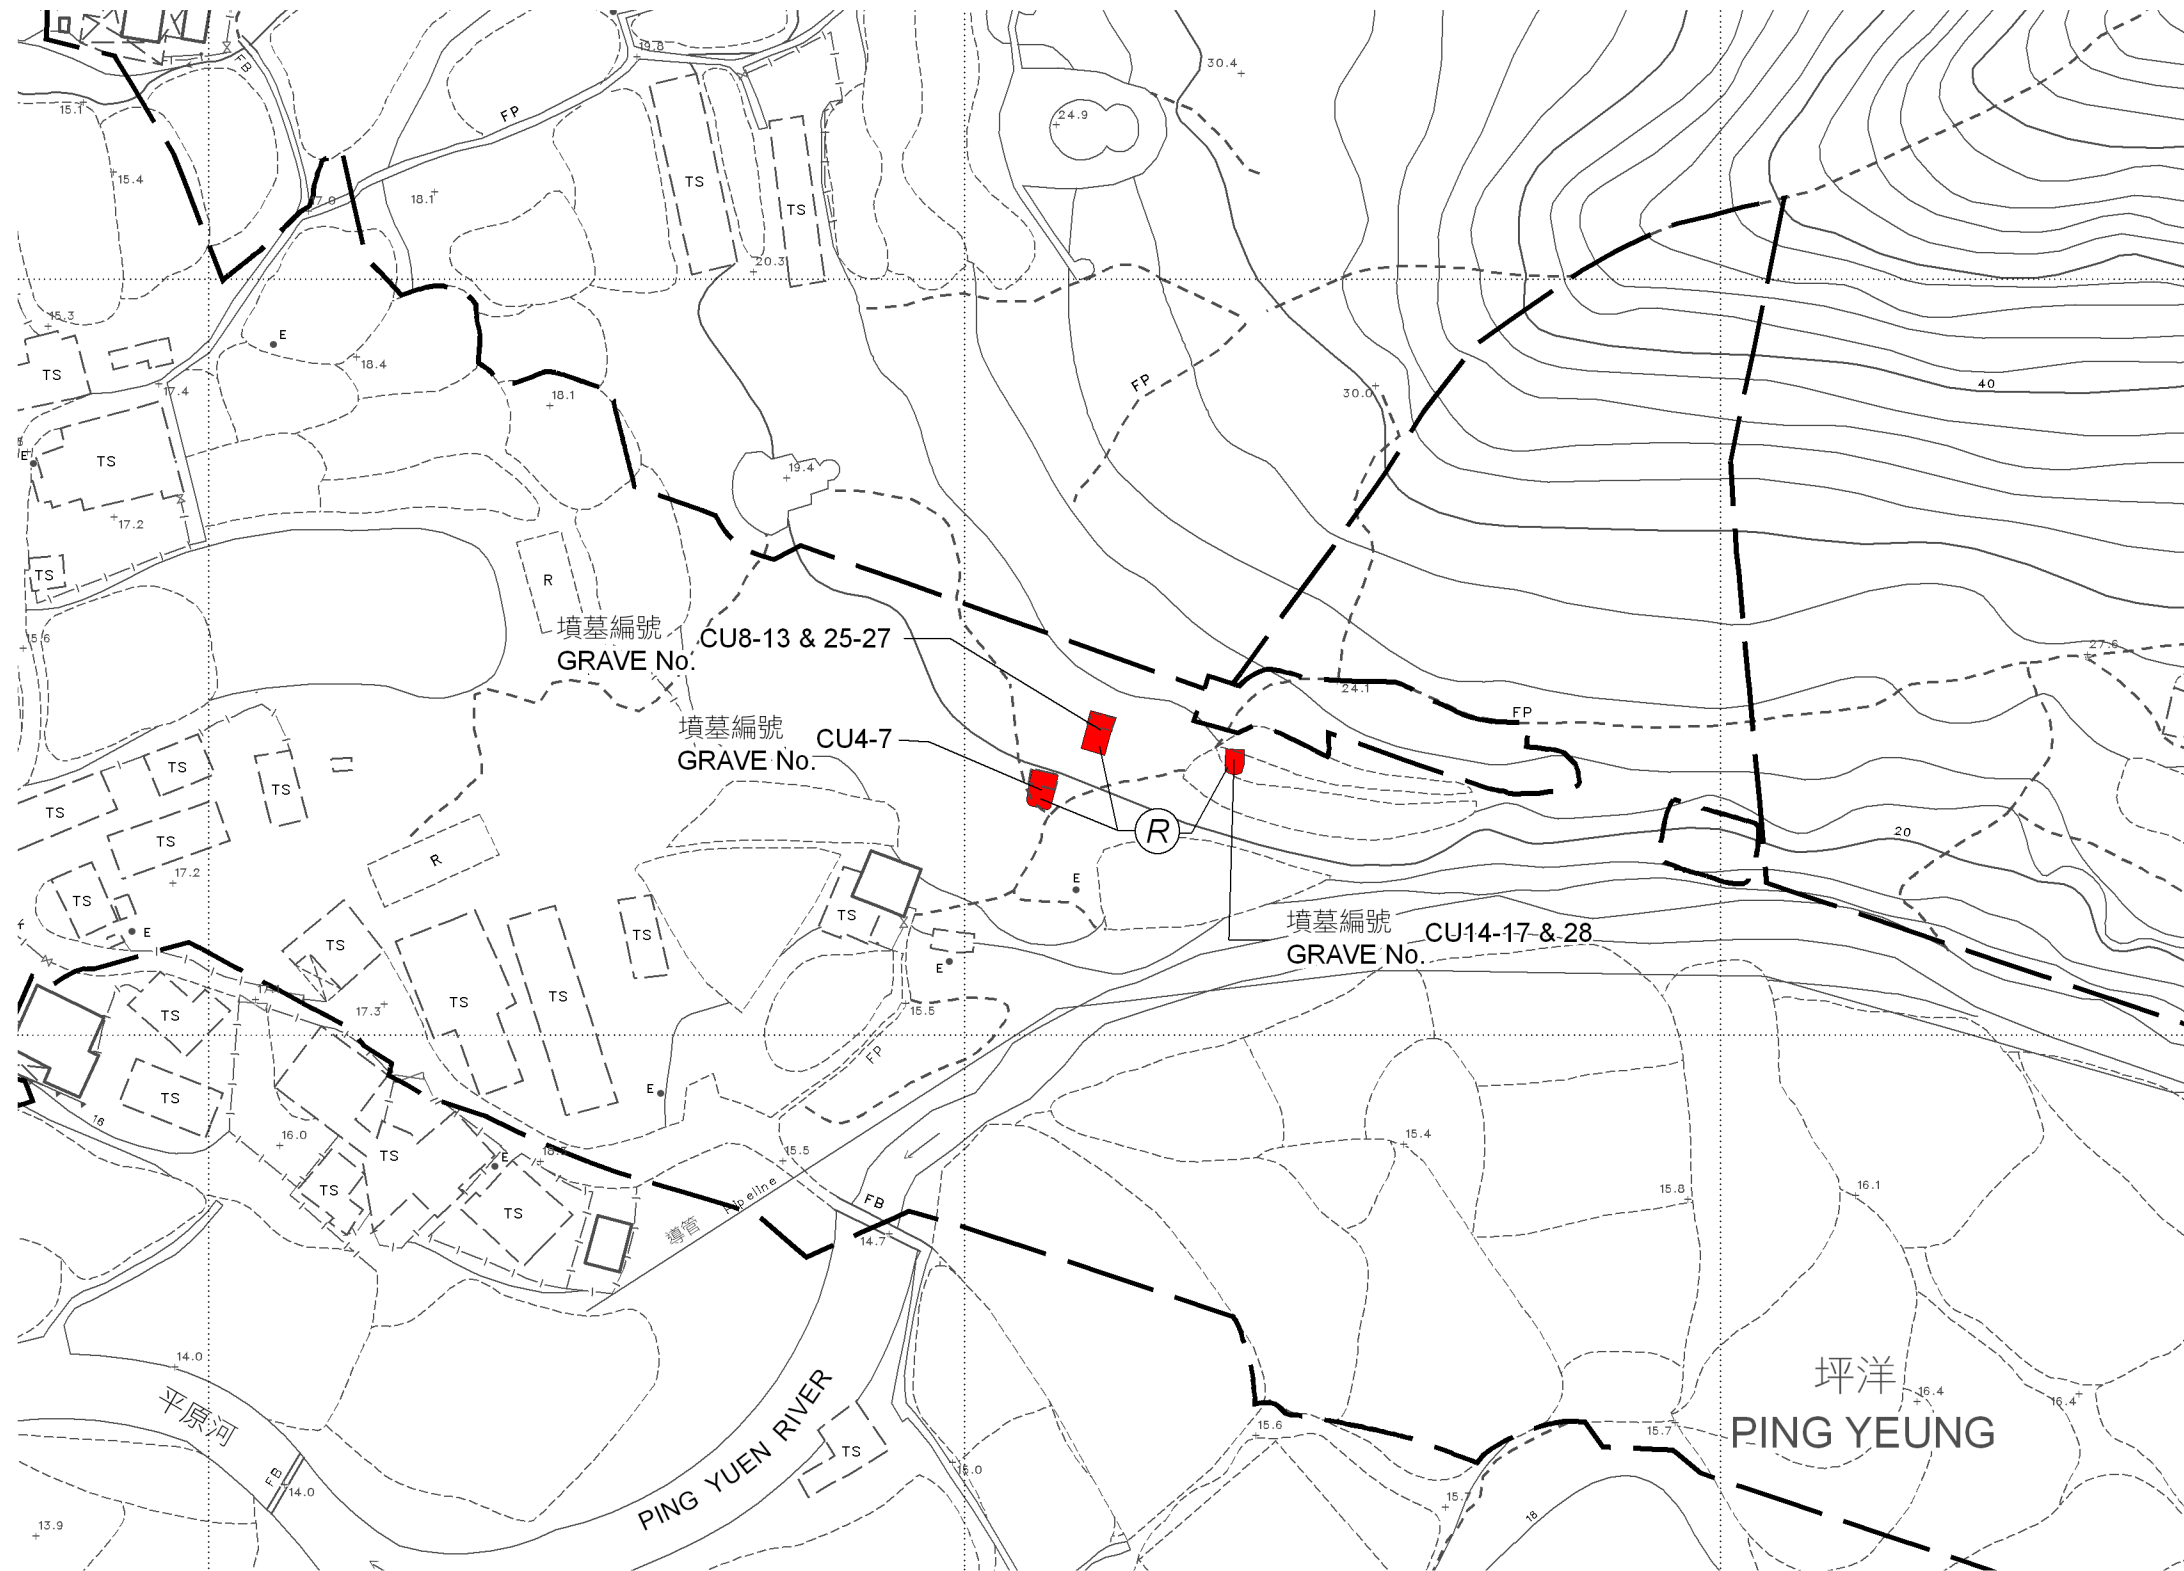 FB
19.8
30.4
15.1
FP
24.9
15.4
TS
18.1
17.0
TS
20.3
15.3
E
18.4
TS
17.4
FP
30.0
40
18.1
E
TS
19.4
17.2
TS
R
墳墓編號
GRAVE No.
CU8-13 & 25-27
15.6
27.6
24.1
FP
墳墓編號
GRAVE No.
CU4-7
TS
TS
TS
TS
R
20
R
17.2
E
TS
TS
墳墓編號
GRAVE No.
CU14-17 & 28
E
TS
TS
E
TS
TS
TS
17.3
15.5
FP
E
TS
16
16.0
TS
15.4
15.5
E
TS
Pipeline
導管
FB
15.8
16.1
TS
TS
14.7
14.0
平原河
PING YUEN RIVER
坪洋
PING YEUNG
16.4
16.4
15.6
15.7
TS
FB
14.0
15.0
15.7
18
13.9